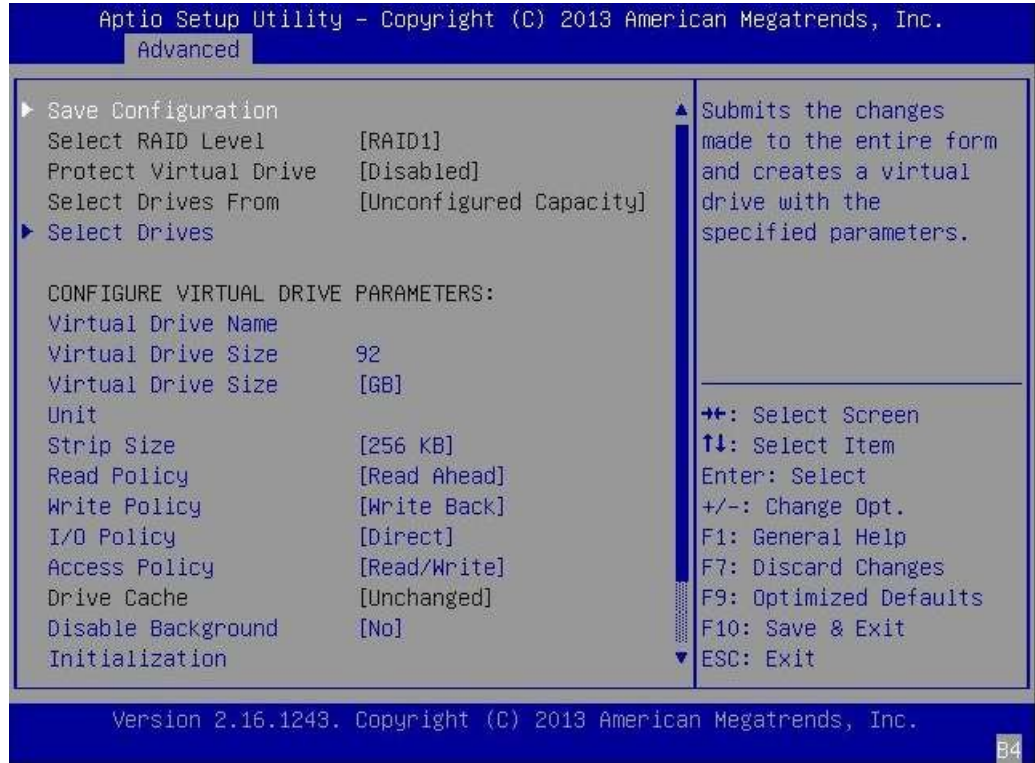 Aptio Setup Utility – Copyright (C) 2013 American Megatrends, Inc.
Advanced
Save Configuration
Select RAID Level [RAID1]
Protect Virtual Drive [Disabled]
Select Drives From [Unconfigured Capacity]
Select Drives
CONFIGURE VIRTUAL DRIVE PARAMETERS:
Virtual Drive Name
Virtual Drive Size 92
Virtual Drive Size [GB]
Unit
Strip Size [256 KB]
Read Policy [Read Ahead]
Write Policy [Write Back]
I/O Policy [Direct]
Access Policy [Read/Write]
Drive Cache [Unchanged]
Disable Background [No]
Initialization
Submits the changes
made to the entire form
and creates a virtual
drive with the
specified parameters.
→←: Select Screen
↑↓: Select Item
Enter: Select
+/-: Change Opt.
F1: General Help
F7: Discard Changes
F9: Optimized Defaults
F10: Save & Exit
ESC: Exit
Version 2.16.1243. Copyright (C) 2013 American Megatrends, Inc.
B4